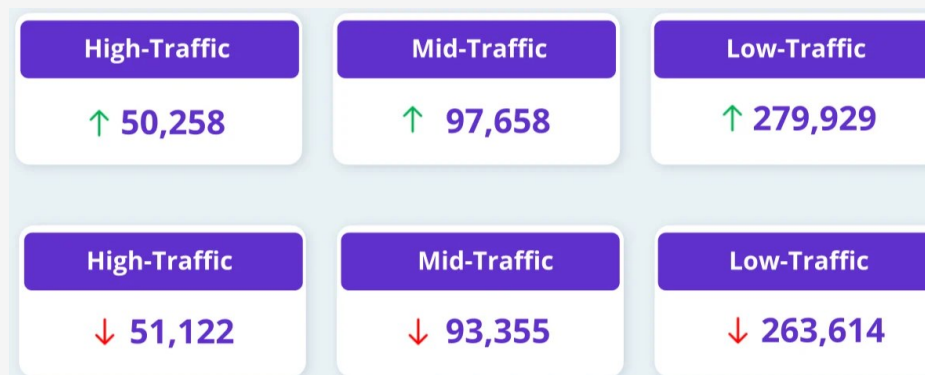 High-Traffic Mid-Traffic Low-Traffic
↑ 50,258 ↑ 97,658 ↑ 279,929
High-Traffic Mid-Traffic Low-Traffic
↓ 51,122 ↓ 93,355 ↓ 263,614